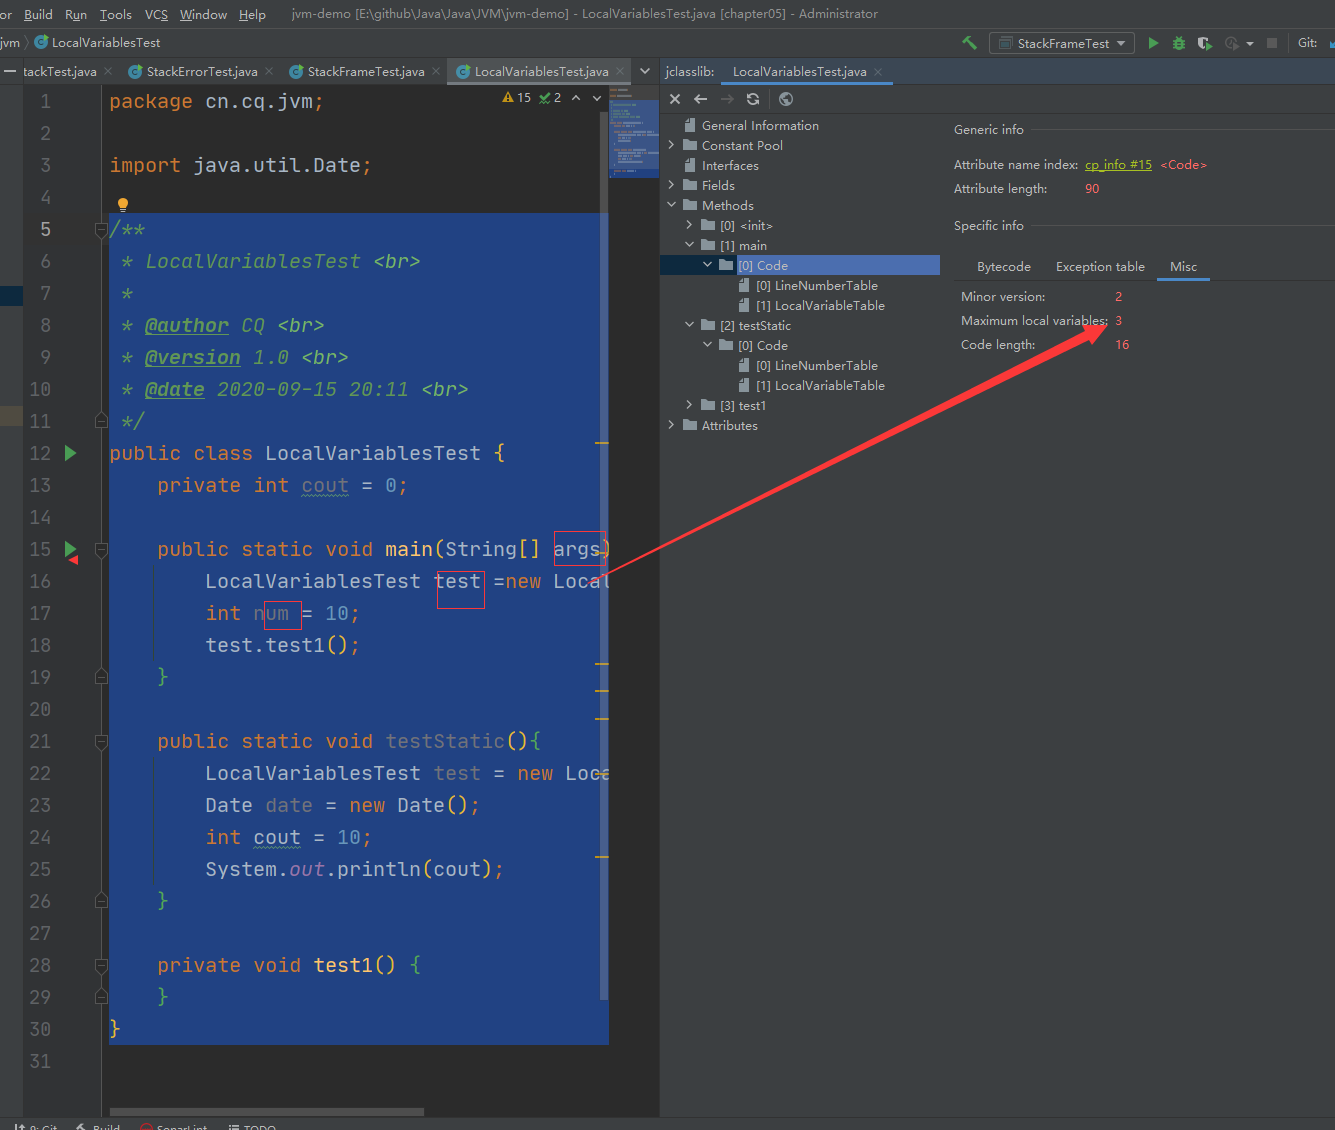 or Build Run Tools VCS Window Help jvm-demo [E:\github\Java\Java\JVM\jvm-demo] - LocalVariablesTest.java [chapter05] - Administrator
jvm LocalVariablesTest StackFrameTest Git:
tackTest.java StackErrorTest.java StackFrameTest.java LocalVariablesTest.java jclasslib: LocalVariablesTest.java
15 2
1 package cn.cq.jvm;
2
3 import java.util.Date;
4
5 /**
6 * LocalVariablesTest <br>
7 *
8 * @author CQ <br>
9 * @version 1.0 <br>
10 * @date 2020-09-15 20:11 <br>
11 */
12 public class LocalVariablesTest {
13 private int cout = 0;
14
15 public static void main(String[] args)
16 LocalVariablesTest test =new Local
17 int num = 10;
18 test.test1();
19 }
20
21 public static void testStatic(){
22 LocalVariablesTest test = new Loca
23 Date date = new Date();
24 int cout = 10;
25 System.out.println(cout);
26 }
27
28 private void test1() {
29 }
30 }
31
General Information
Constant Pool
Interfaces
Fields
Methods
[0] <init>
[1] main
[0] Code
[0] LineNumberTable
[1] LocalVariableTable
[2] testStatic
[0] Code
[0] LineNumberTable
[1] LocalVariableTable
[3] test1
Attributes
Generic info
Attribute name index: cp_info #15 <Code>
Attribute length: 90
Specific info
Bytecode Exception table Misc
Minor version: 2
Maximum local variables: 3
Code length: 16
9: Git Build SonarLint TODO